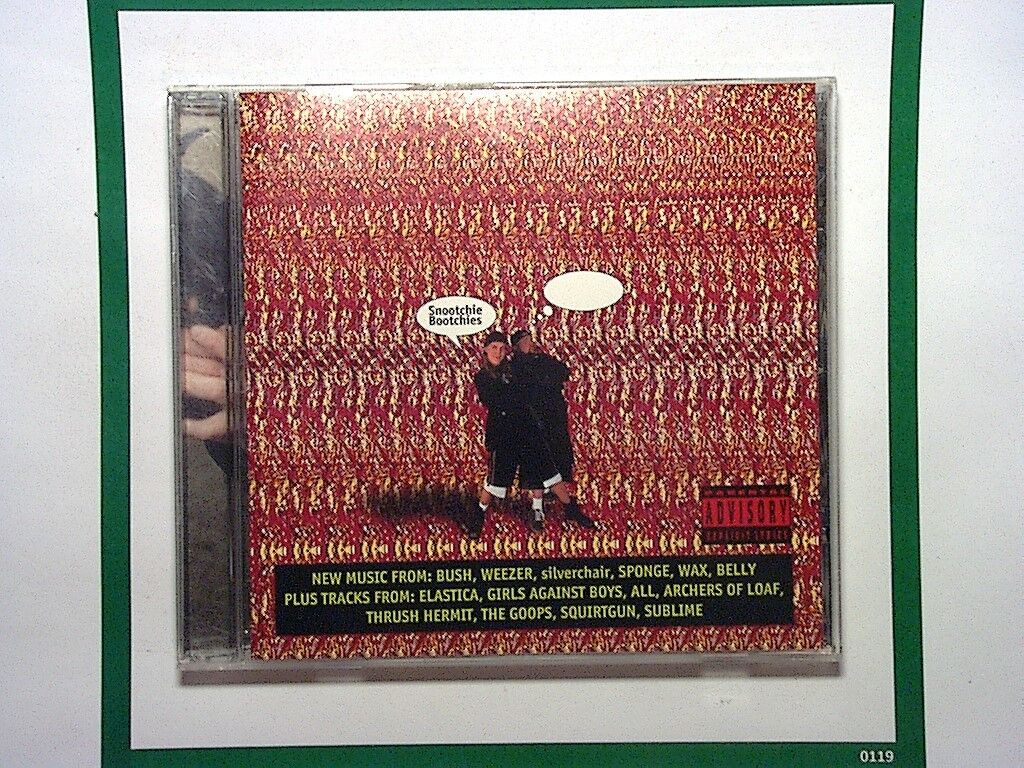 Snootchie
Bootchies
PARENTAL
ADVISORY
EXPLICIT LYRICS
NEW MUSIC FROM: BUSH, WEEZER, silverchair, SPONGE, WAX, BELLY
PLUS TRACKS FROM: ELASTICA, GIRLS AGAINST BOYS, ALL, ARCHERS OF LOAF,
THRUSH HERMIT, THE GOOPS, SQUIRTGUN, SUBLIME
0119